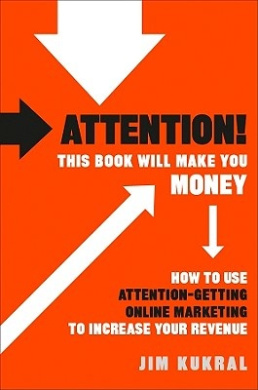 ATTENTION!
THIS BOOK WILL MAKE YOU
MONEY
HOW TO USE
ATTENTION-GETTING
ONLINE MARKETING
TO INCREASE YOUR REVENUE
JIM KUKRAL